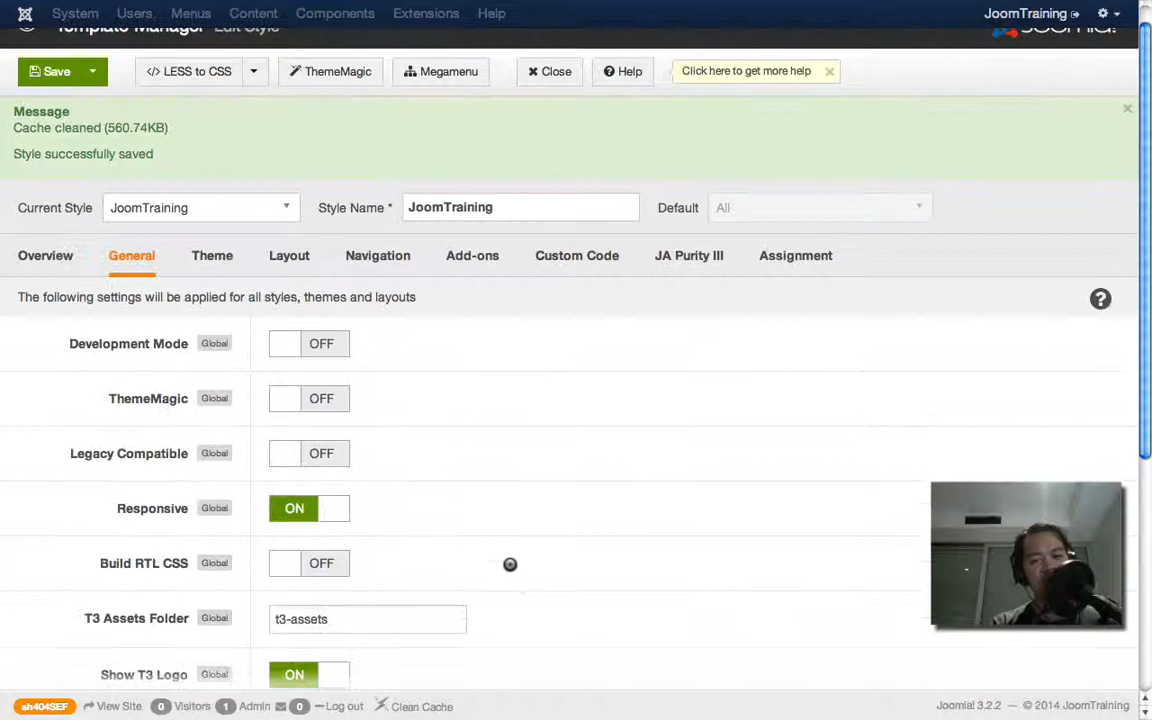 System Users Menus Content Components Extensions Help JoomTraining
Template Manager Edit Style Joomla!
Save </> LESS to CSS ThemeMagic Megamenu Close Help Click here to get more help ×
Message ×
Cache cleaned (560.74KB)
Style successfully saved
Current Style JoomTraining Style Name * JoomTraining Default All
Overview General Theme Layout Navigation Add-ons Custom Code JA Purity III Assignment
The following settings will be applied for all styles, themes and layouts ?
Development Mode Global OFF
ThemeMagic Global OFF
Legacy Compatible Global OFF
Responsive Global ON
Build RTL CSS Global OFF
T3 Assets Folder Global t3-assets
Show T3 Logo Global ON
sh404SEF View Site 0 Visitors 1 Admin 0 Log out Clean Cache Joomla! 3.2.2 — © 2014 JoomTraining